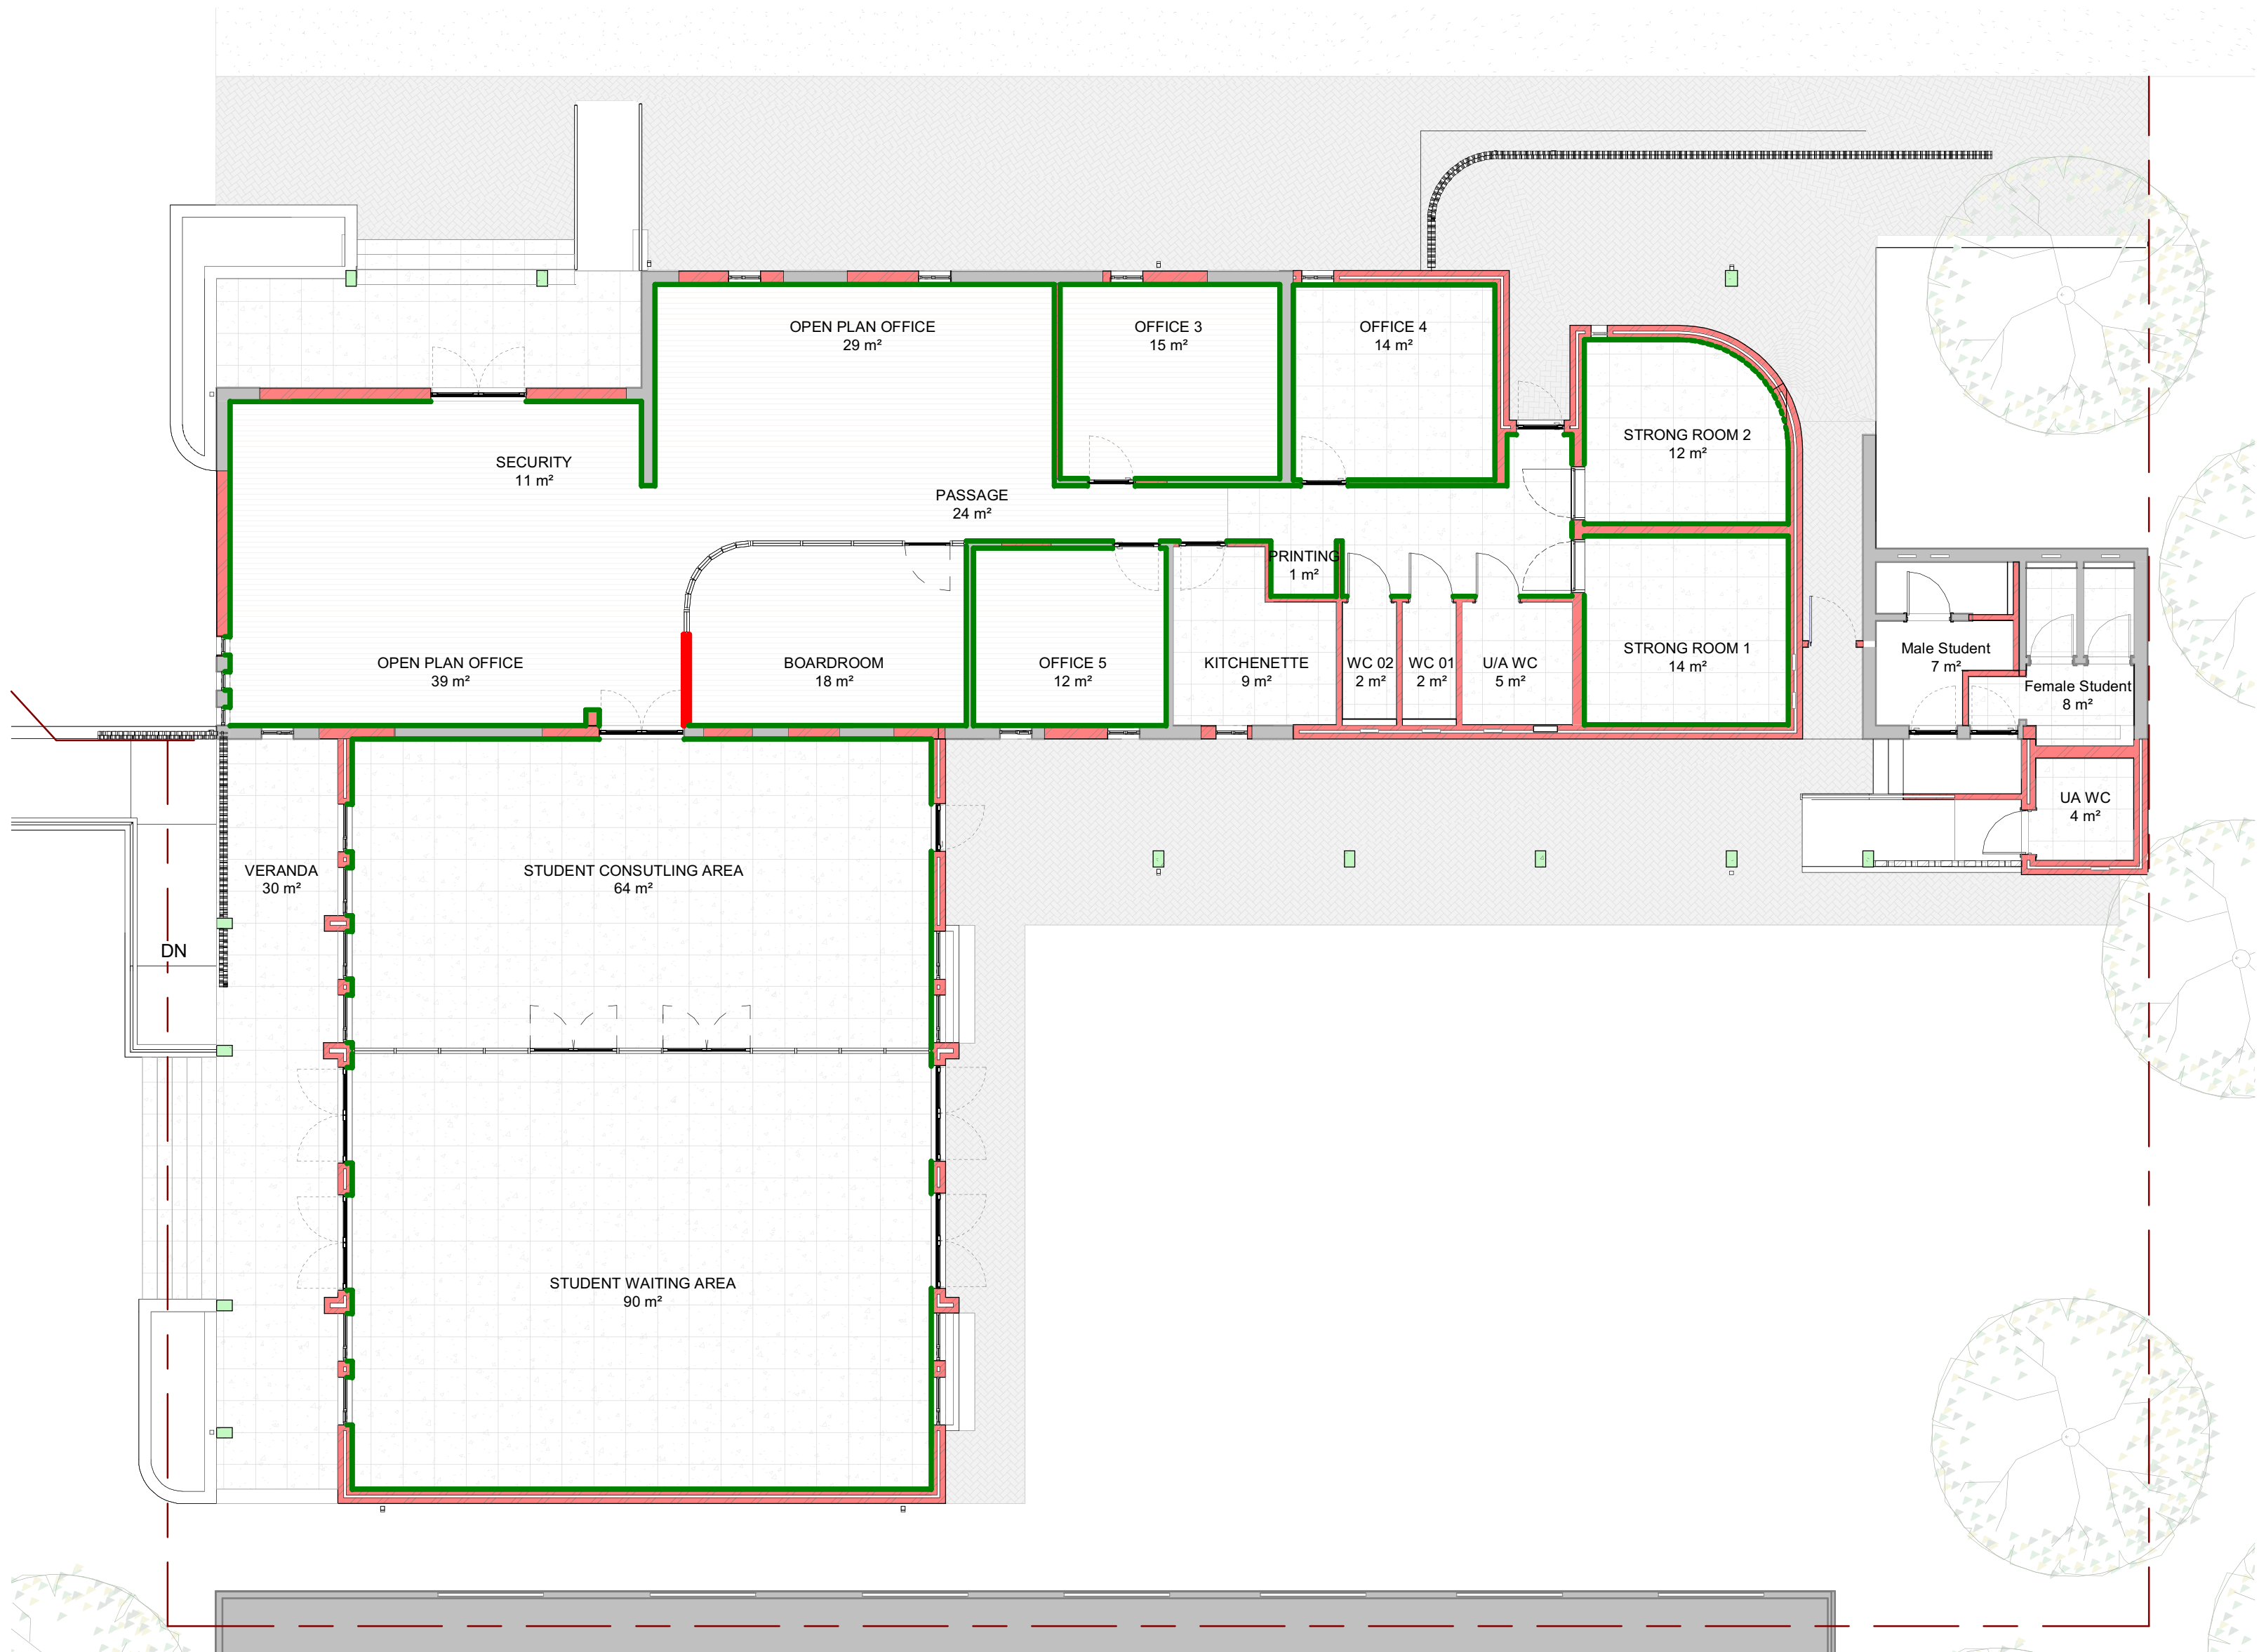 OPEN PLAN OFFICE
29 m²
OFFICE 3
15 m²
OFFICE 4
14 m²
STRONG ROOM 2
12 m²
SECURITY
11 m²
PASSAGE
24 m²
PRINTING
1 m²
OPEN PLAN OFFICE
39 m²
BOARDROOM
18 m²
OFFICE 5
12 m²
KITCHENETTE
9 m²
WC 02
2 m²
WC 01
2 m²
U/A WC
5 m²
STRONG ROOM 1
14 m²
Male Student
7 m²
Female Student
8 m²
UA WC
4 m²
VERANDA
30 m²
STUDENT CONSUTLING AREA
64 m²
DN
STUDENT WAITING AREA
90 m²